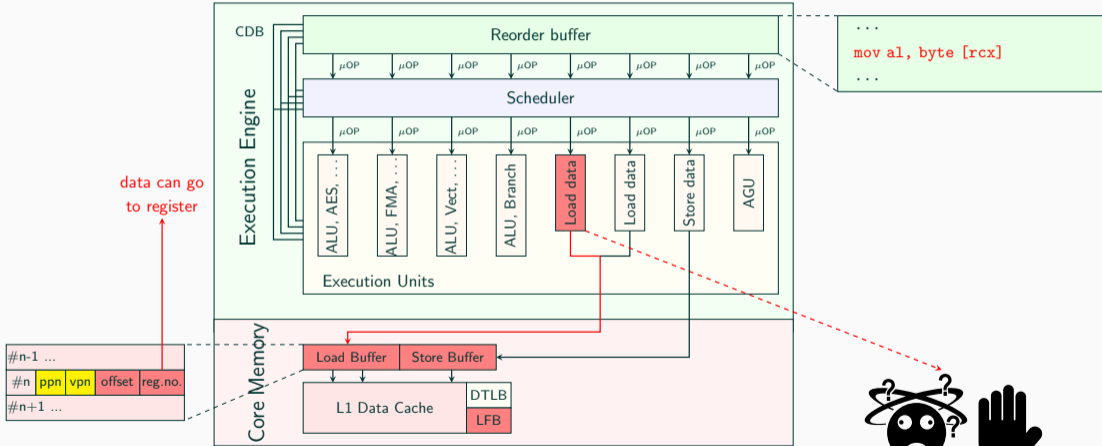 CDB
Reorder buffer
...
mov al, byte [rcx]
...
μOP μOP μOP μOP μOP μOP μOP μOP
Scheduler
μOP μOP μOP μOP μOP μOP μOP μOP
Execution Engine
ALU, AES, ...
ALU, FMA, ...
ALU, Vect, ...
ALU, Branch
Load data
Load data
Store data
AGU
Execution Units
data can go
to register
Core Memory
#n-1 ...
#n ppn vpn offset reg.no.
#n+1 ...
Load Buffer Store Buffer
L1 Data Cache
DTLB
LFB
? ? ?